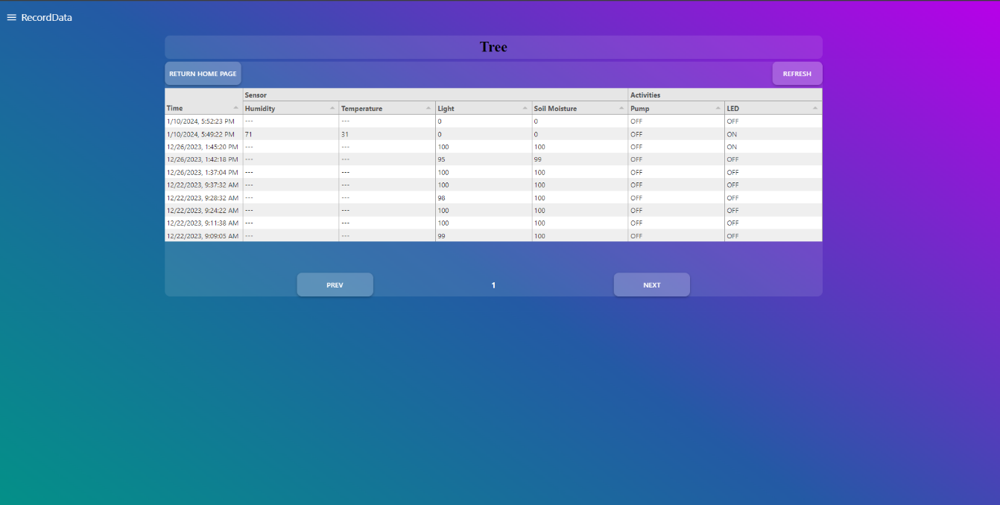 RecordData
Tree
RETURN HOME PAGE REFRESH
Sensor Activities
Time Humidity Temperature Light Soil Moisture Pump LED
1/10/2024, 5:52:23 PM --- --- 0 0 OFF OFF
1/10/2024, 5:49:22 PM 71 31 0 0 OFF ON
12/26/2023, 1:45:20 PM --- --- 100 100 OFF ON
12/26/2023, 1:42:18 PM --- --- 95 99 OFF OFF
12/26/2023, 1:37:04 PM --- --- 100 100 OFF OFF
12/22/2023, 9:37:32 AM --- --- 100 100 OFF OFF
12/22/2023, 9:28:32 AM --- --- 98 100 OFF OFF
12/22/2023, 9:24:22 AM --- --- 100 100 OFF OFF
12/22/2023, 9:11:38 AM --- --- 100 100 OFF OFF
12/22/2023, 9:09:05 AM --- --- 99 100 OFF OFF
PREV 1 NEXT